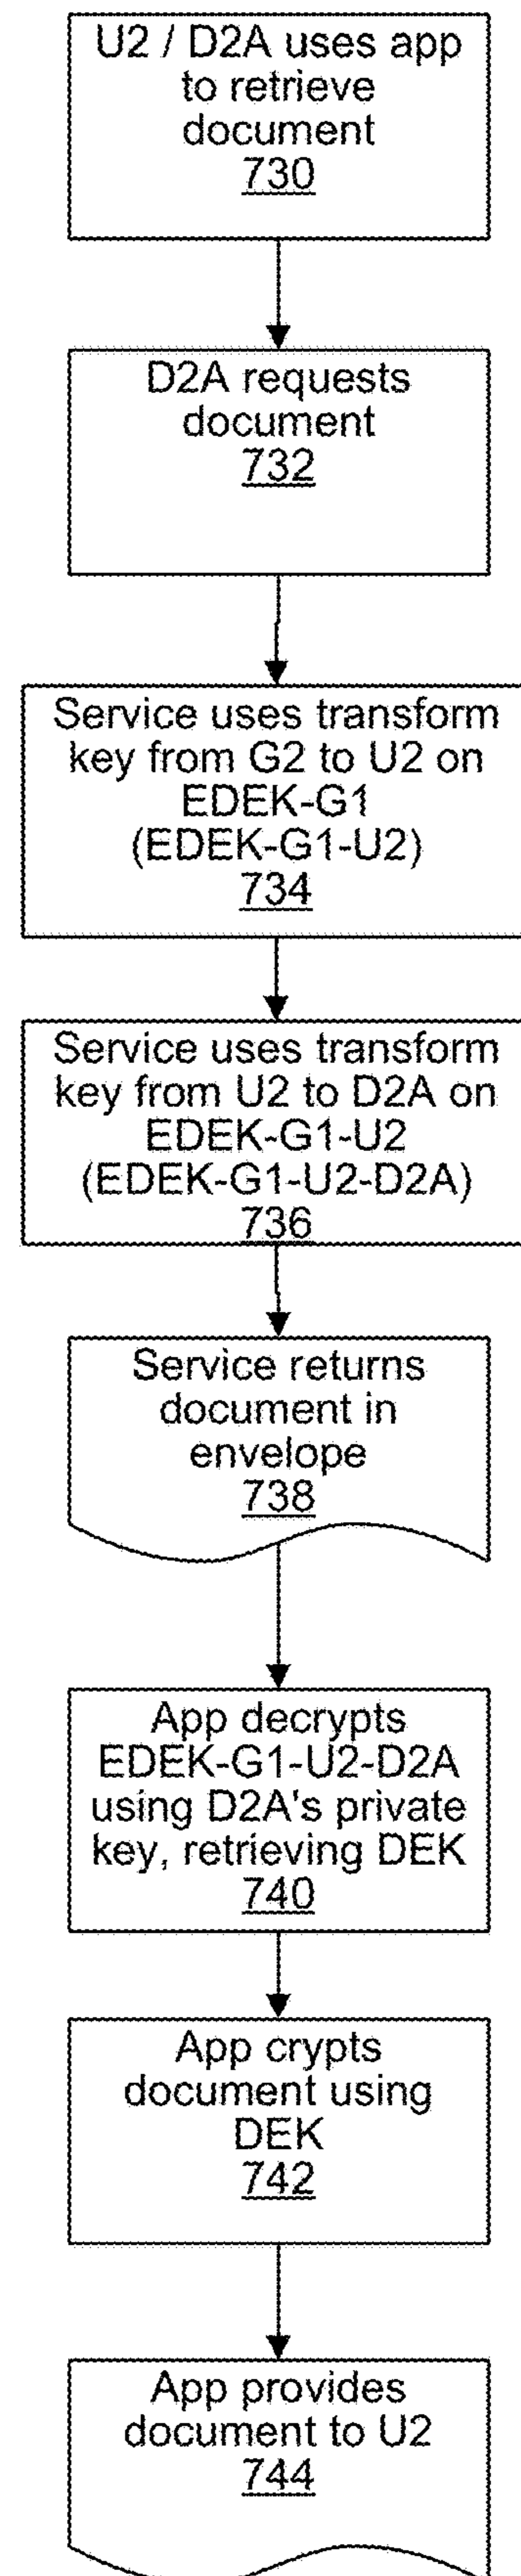 U2 / D2A uses app
to retrieve
document
730
D2A requests
document
732
Service uses transform
key from G2 to U2 on
EDEK-G1
(EDEK-G1-U2)
734
Service uses transform
key from U2 to D2A on
EDEK-G1-U2
(EDEK-G1-U2-D2A)
736
Service returns
document in
envelope
738
App decrypts
EDEK-G1-U2-D2A
using D2A's private
key, retrieving DEK
740
App crypts
document using
DEK
742
App provides
document to U2
744